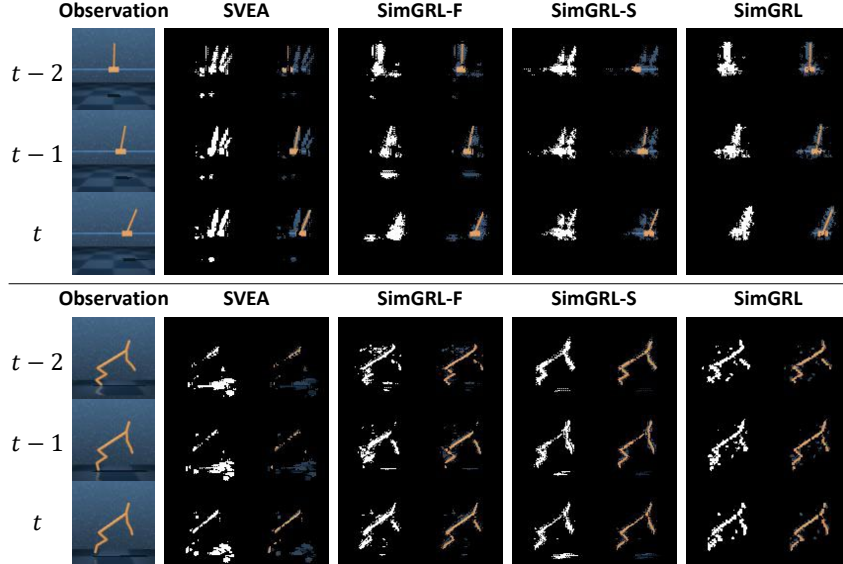 Observation SVEA SimGRL-F SimGRL-S SimGRL
t − 2
t − 1
t
Observation SVEA SimGRL-F SimGRL-S SimGRL
t − 2
t − 1
t